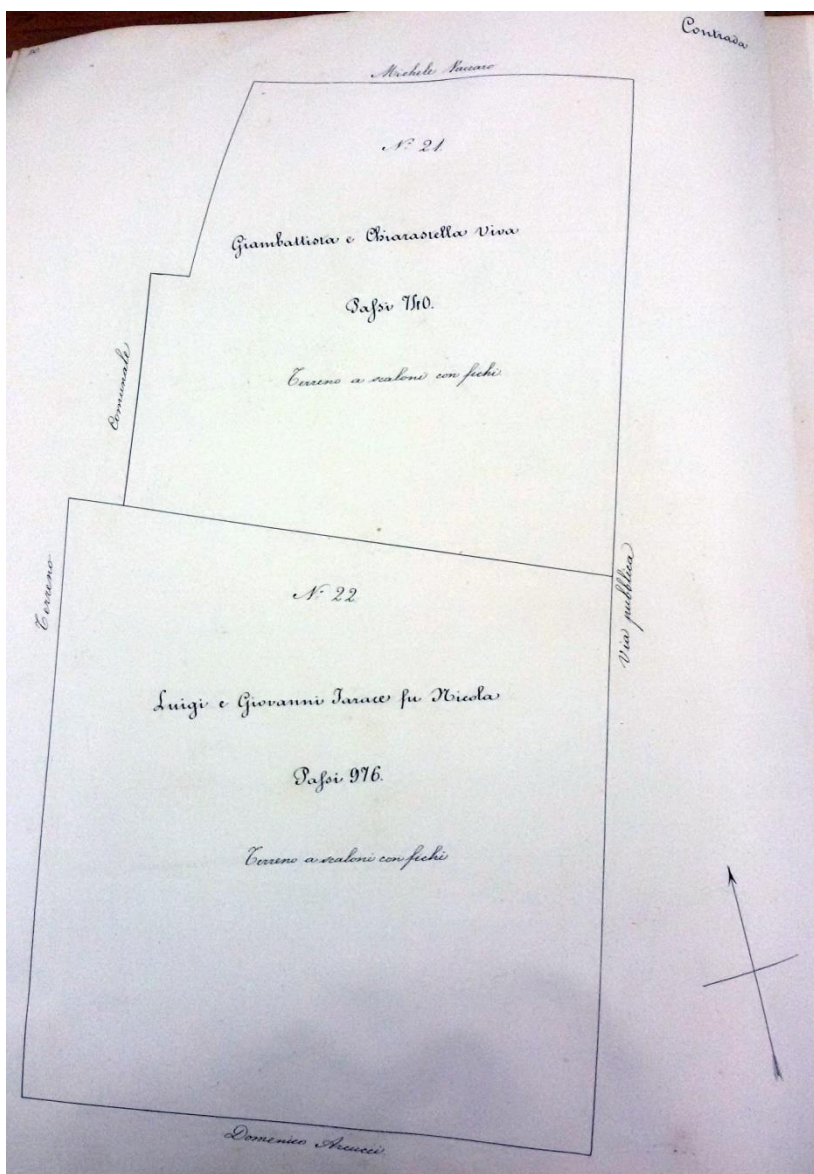 Contrada
Michele Vaccaro
N.º 21.
Giambattista e Chiarastella Viva
Passi 740.
Terreno a scaloni con fichi
Comunale
Terreno
Via pubblica
N.º 22
Luigi e Giovanni Tarace fu Nicola
Passi 976.
Terreno a scaloni con fichi
Domenico Arcucci